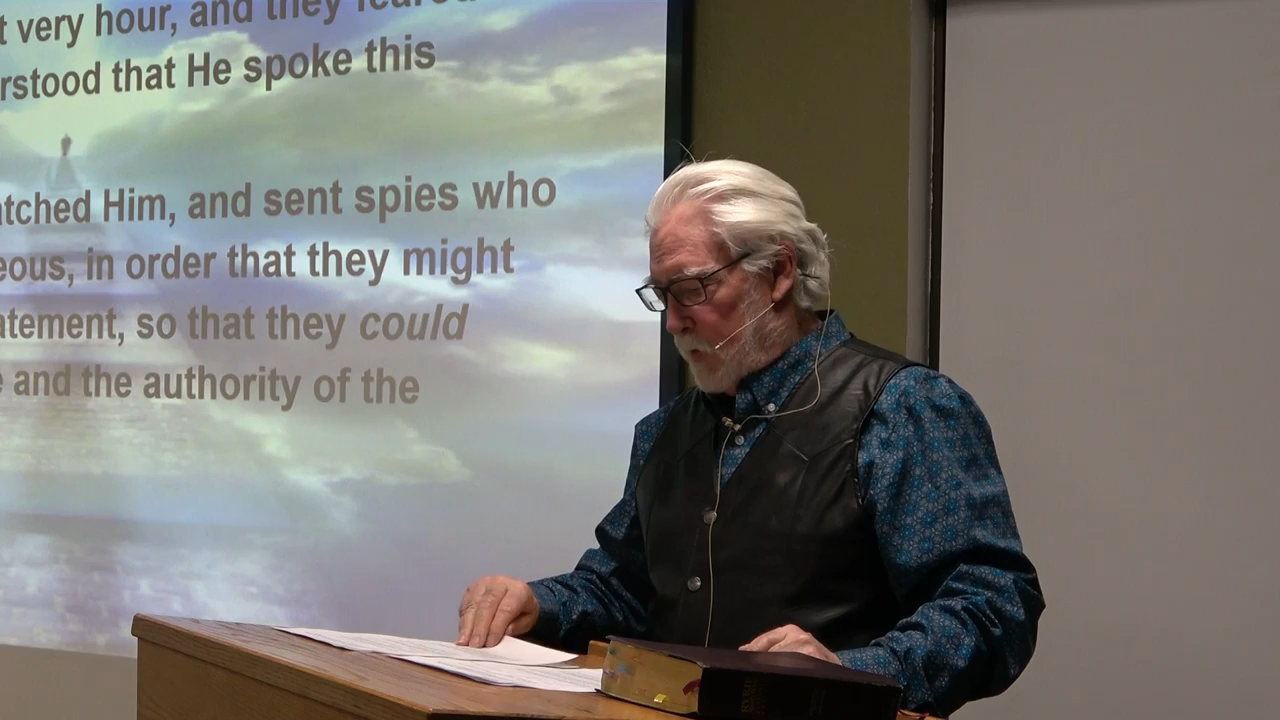 t very hour, and they feared
rstood that He spoke this
atched Him, and sent spies who
eous, in order that they might
atement, so that they could
e and the authority of the